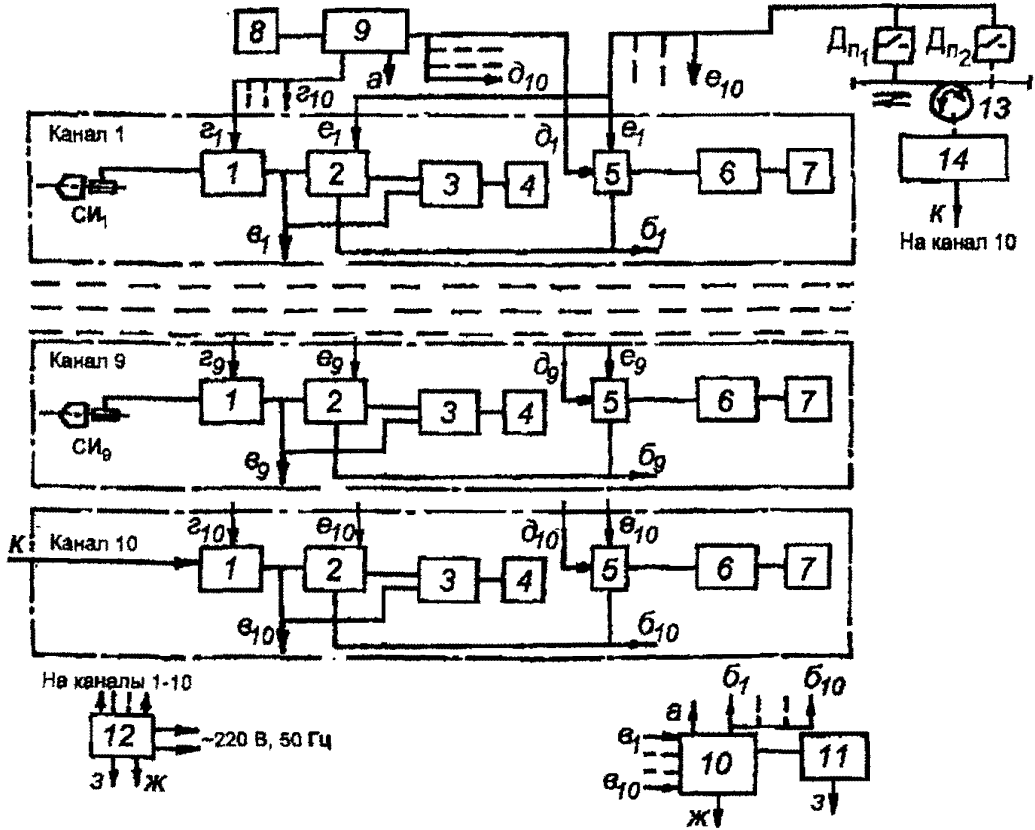 8 9
Дп1 Дп2
а д10 е10
г10
13
Канал 1 г1 е1 д1 е1
14
1 2 3 4 5 6 7
СИ1
в1 б1
К
На канал 10
Канал 9 г9 е9 д9 е9
1 2 3 4 5 6 7
СИ9
в9 б9
К Канал 10 г10 е10 д10 е10
1 2 3 4 5 6 7
в10 б10
На каналы 1-10
12
~220 В, 50 Гц
з ж
а б1 б10
в1
10 11
в10
ж з